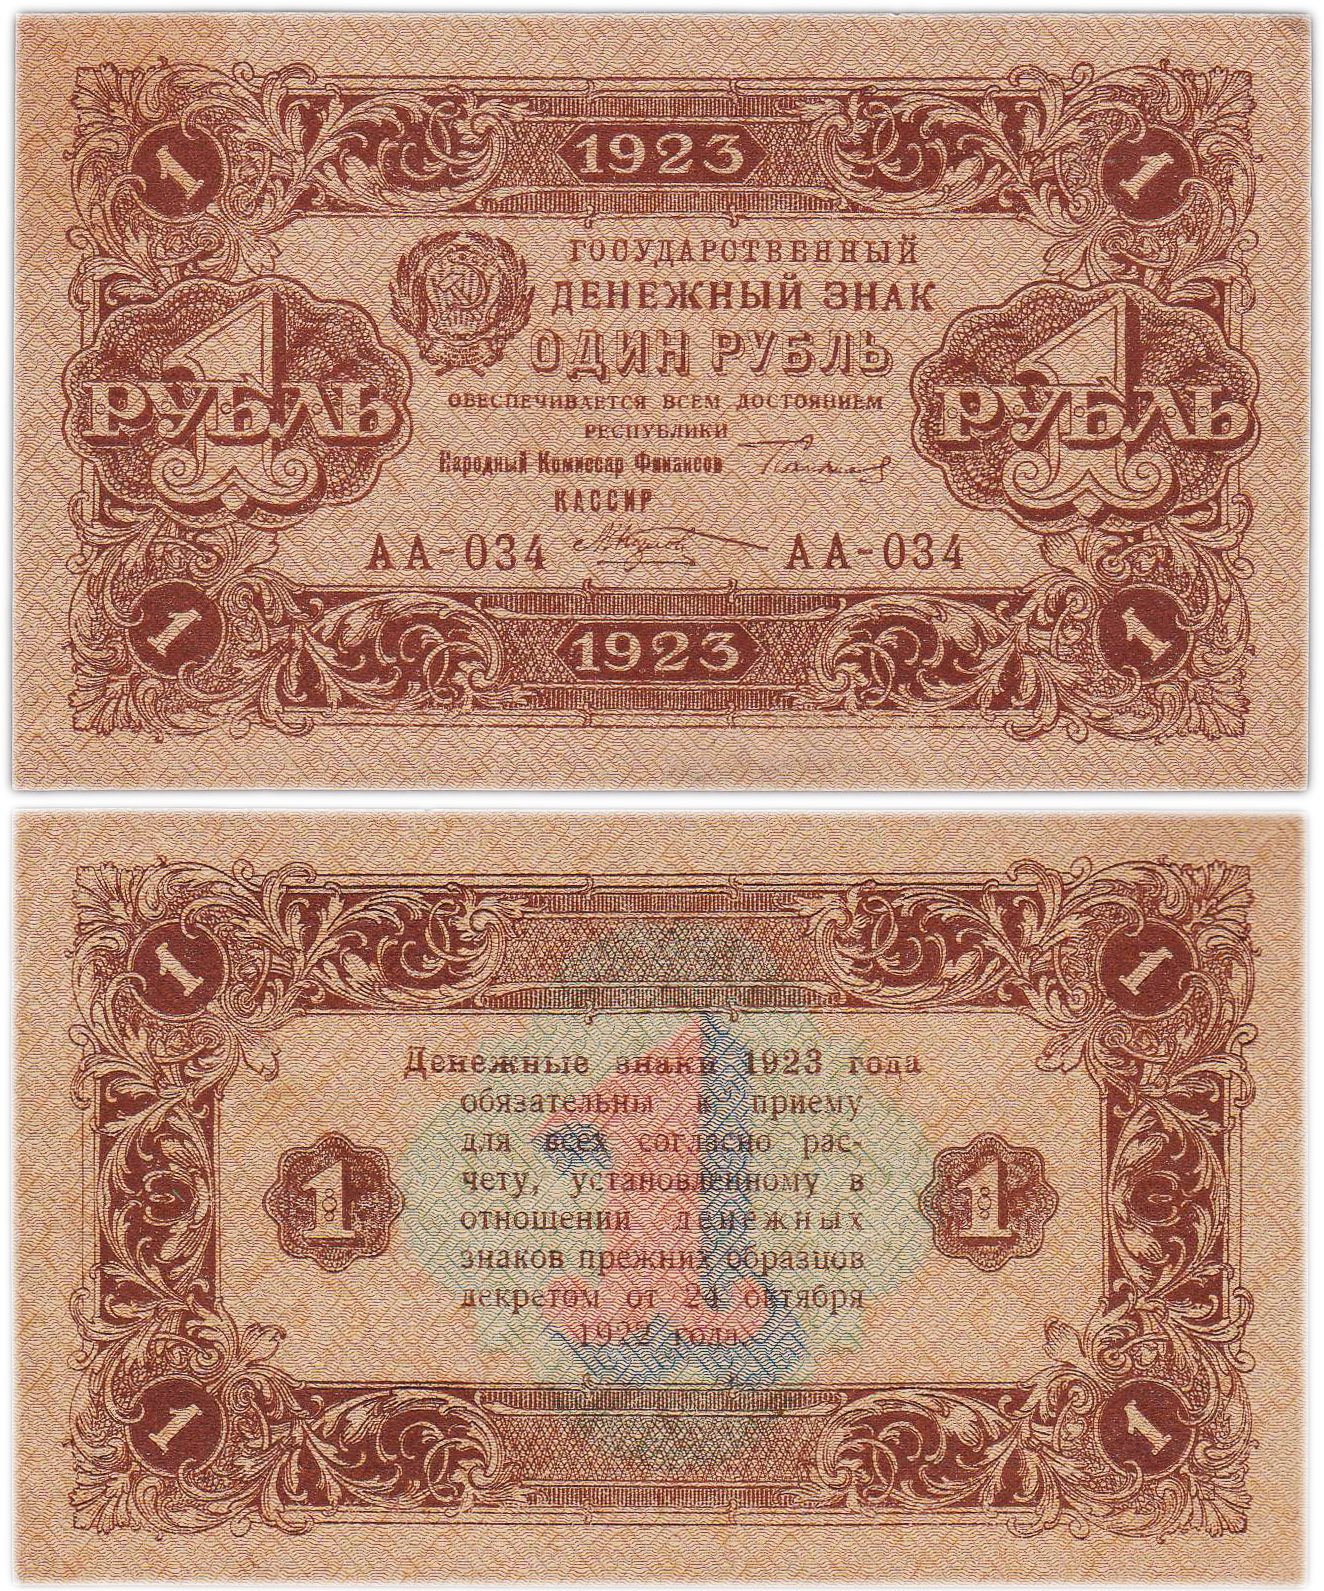 1923
1 1
ГОСУДАРСТВЕННЫЙ
ДЕНЕЖНЫЙ ЗНАК
ОДИН РУБЛЬ
1 РУБЛЬ 1 РУБЛЬ
ОБЕСПЕЧИВАЕТСЯ ВСЕМ ДОСТОЯНИЕМ
РЕСПУБЛИКИ
Народный Комиссар Финансов
КАССИР
АА-034 АА-034
1 1
1923
1 1
Денежные знаки 1923 года
обязательны к приему
для всех согласно рас-
чету, установленному в
1 1
отношении денежных
знаков прежних образцов
декретом от 24 октября
1922 года.
1 1